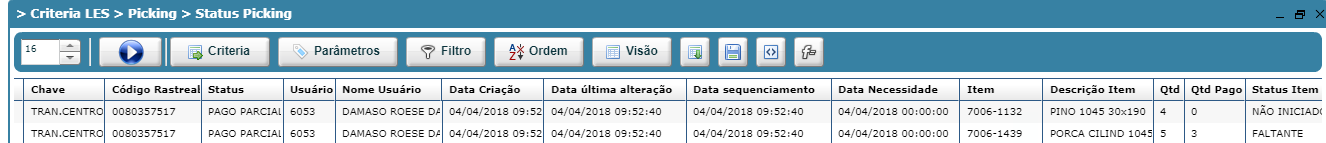 > Criteria LES > Picking > Status Picking
16 Criteria Parâmetros Filtro Ordem Visão
Chave Código Rastreal Status Usuário Nome Usuário Data Criação Data última alteração Data sequenciamento Data Necessidade Item Descrição Item Qtd Qtd Pago Status Item
TRAN.CENTRO 0080357517 PAGO PARCIAL 6053 DAMASO ROESE DA 04/04/2018 09:52 04/04/2018 09:52:40 04/04/2018 09:52:40 04/04/2018 00:00:00 7006-1132 PINO 1045 30x190 4 0 NÃO INICIADO
TRAN.CENTRO 0080357517 PAGO PARCIAL 6053 DAMASO ROESE DA 04/04/2018 09:52 04/04/2018 09:52:40 04/04/2018 09:52:40 04/04/2018 00:00:00 7006-1439 PORCA CILIND 1045 5 3 FALTANTE